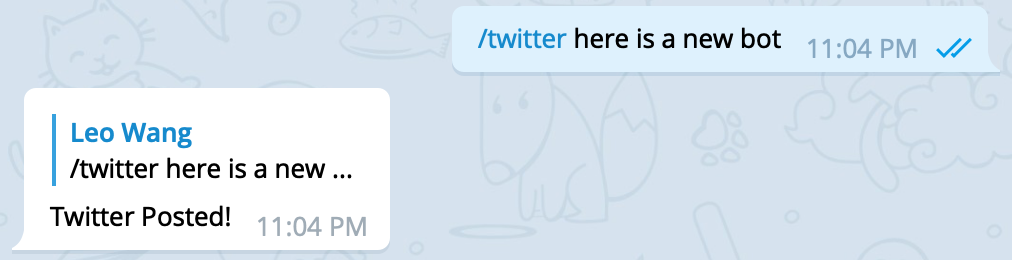 /twitter here is a new bot 11:04 PM
Leo Wang
/twitter here is a new ...
Twitter Posted! 11:04 PM